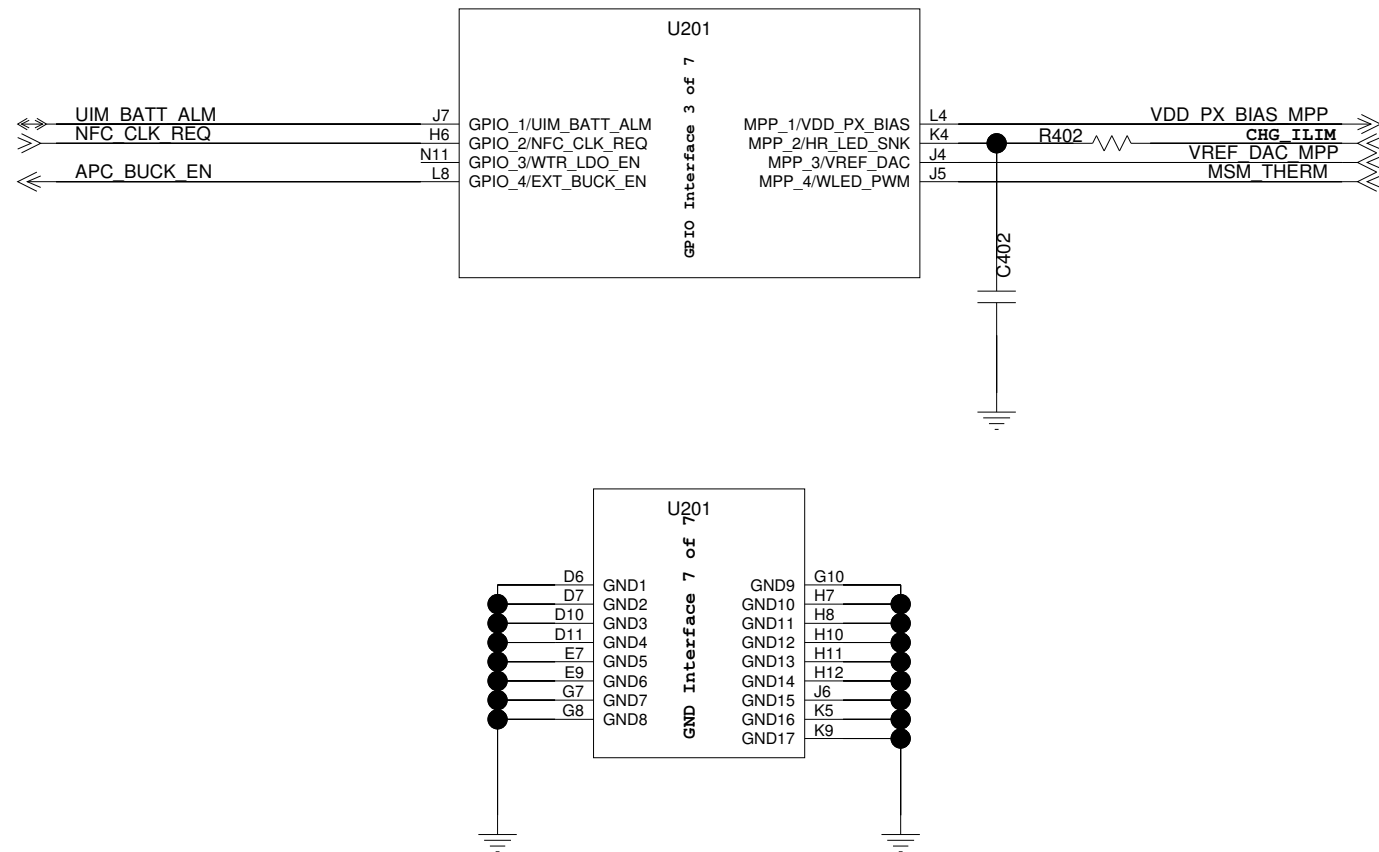 U201
GPIO Interface 3 of 7
UIM_BATT_ALM J7 GPIO_1/UIM_BATT_ALM MPP_1/VDD_PX_BIAS L4 VDD_PX_BIAS_MPP
NFC_CLK_REQ H6 GPIO_2/NFC_CLK_REQ MPP_2/HR_LED_SNK K4 R402 CHG_ILIM
N11 GPIO_3/WTR_LDO_EN MPP_3/VREF_DAC J4 VREF_DAC_MPP
APC_BUCK_EN L8 GPIO_4/EXT_BUCK_EN MPP_4/WLED_PWM J5 MSM_THERM
C402
U201
GND Interface 7 of 7
D6 GND1 GND9 G10
D7 GND2 GND10 H7
D10 GND3 GND11 H8
D11 GND4 GND12 H10
E7 GND5 GND13 H11
E9 GND6 GND14 H12
G7 GND7 GND15 J6
G8 GND8 GND16 K5
GND17 K9